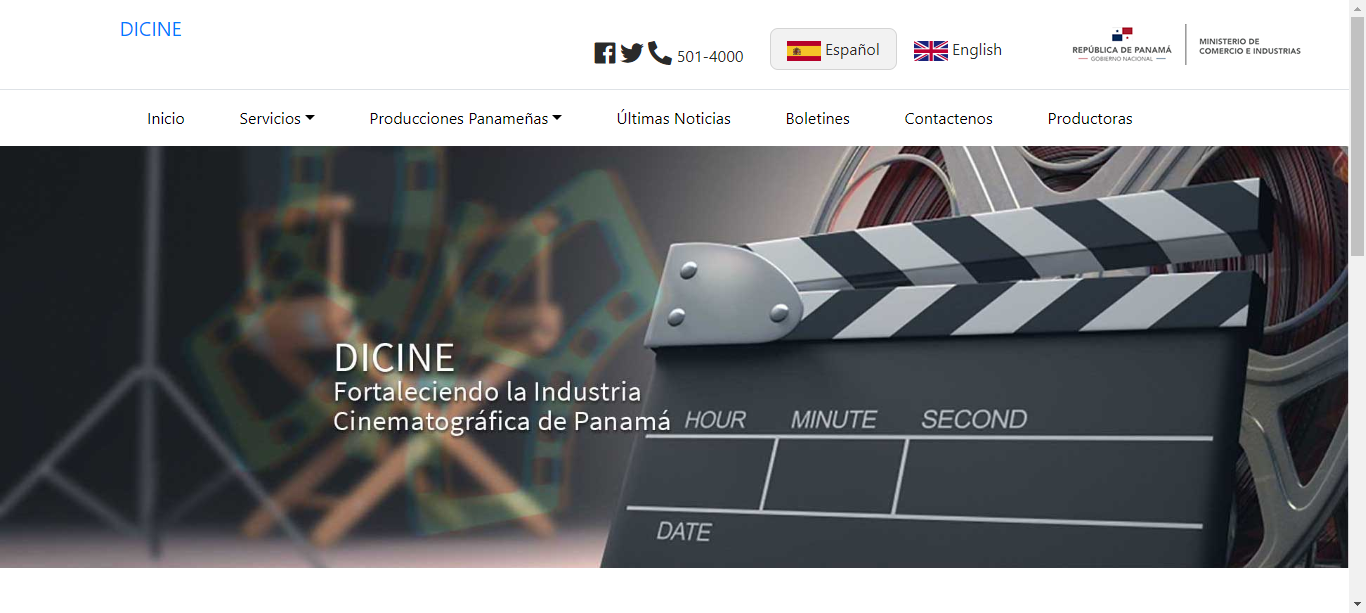 DICINE
501-4000
Español
English
REPÚBLICA DE PANAMÁ
— GOBIERNO NACIONAL —
MINISTERIO DE
COMERCIO E INDUSTRIAS
Inicio
Servicios
Producciones Panameñas
Últimas Noticias
Boletines
Contactenos
Productoras
DICINE
Fortaleciendo la Industria
Cinematográfica de Panamá
HOUR MINUTE SECOND
DATE